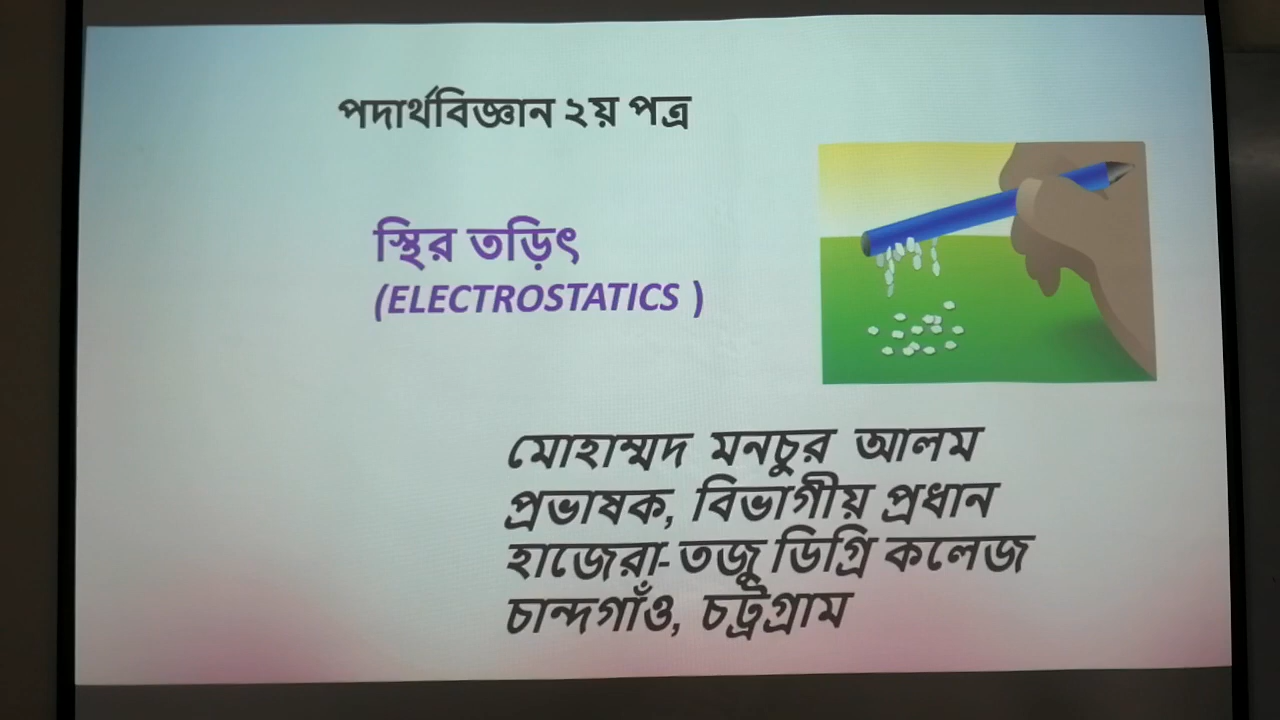 পদার্থবিজ্ঞান ২য় পত্র
স্থির তড়িৎ
(ELECTROSTATICS )
মোহাম্মদ মনচুর আলম
প্রভাষক, বিভাগীয় প্রধান
হাজেরা- তজু ডিগ্রি কলেজ
চান্দগাঁও, চট্রগ্রাম